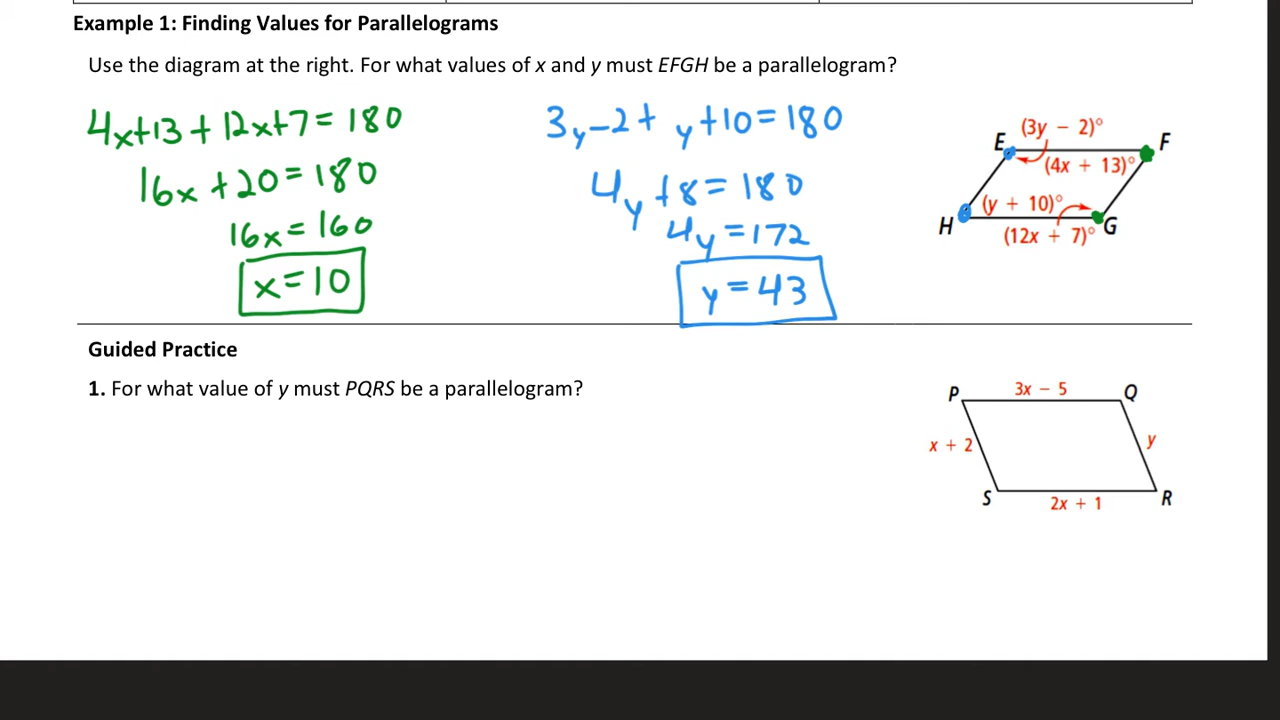 Example 1: Finding Values for Parallelograms
Use the diagram at the right. For what values of x and y must EFGH be a parallelogram?
4x+13 + 12x+7 = 180
16x + 20 = 180
16x = 160
x = 10
3y-2 + y+10 = 180
4y + 8 = 180
4y = 172
y = 43
E
(3y − 2)°
F
(4x + 13)°
(y + 10)°
H
G
(12x + 7)°
Guided Practice
1. For what value of y must PQRS be a parallelogram?
P
3x − 5
Q
x + 2
y
S
2x + 1
R